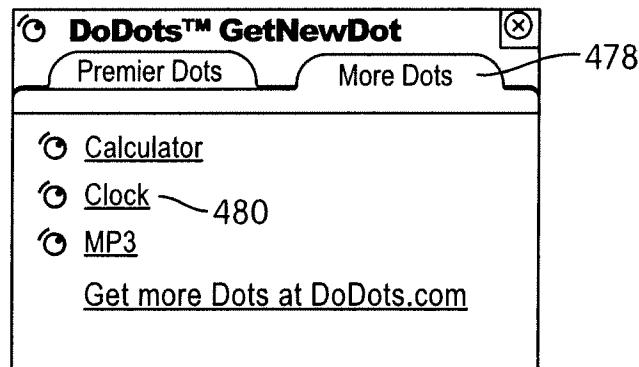 DoDots™ GetNewDot
Premier Dots More Dots 478
Calculator
Clock 480
MP3
Get more Dots at DoDots.com